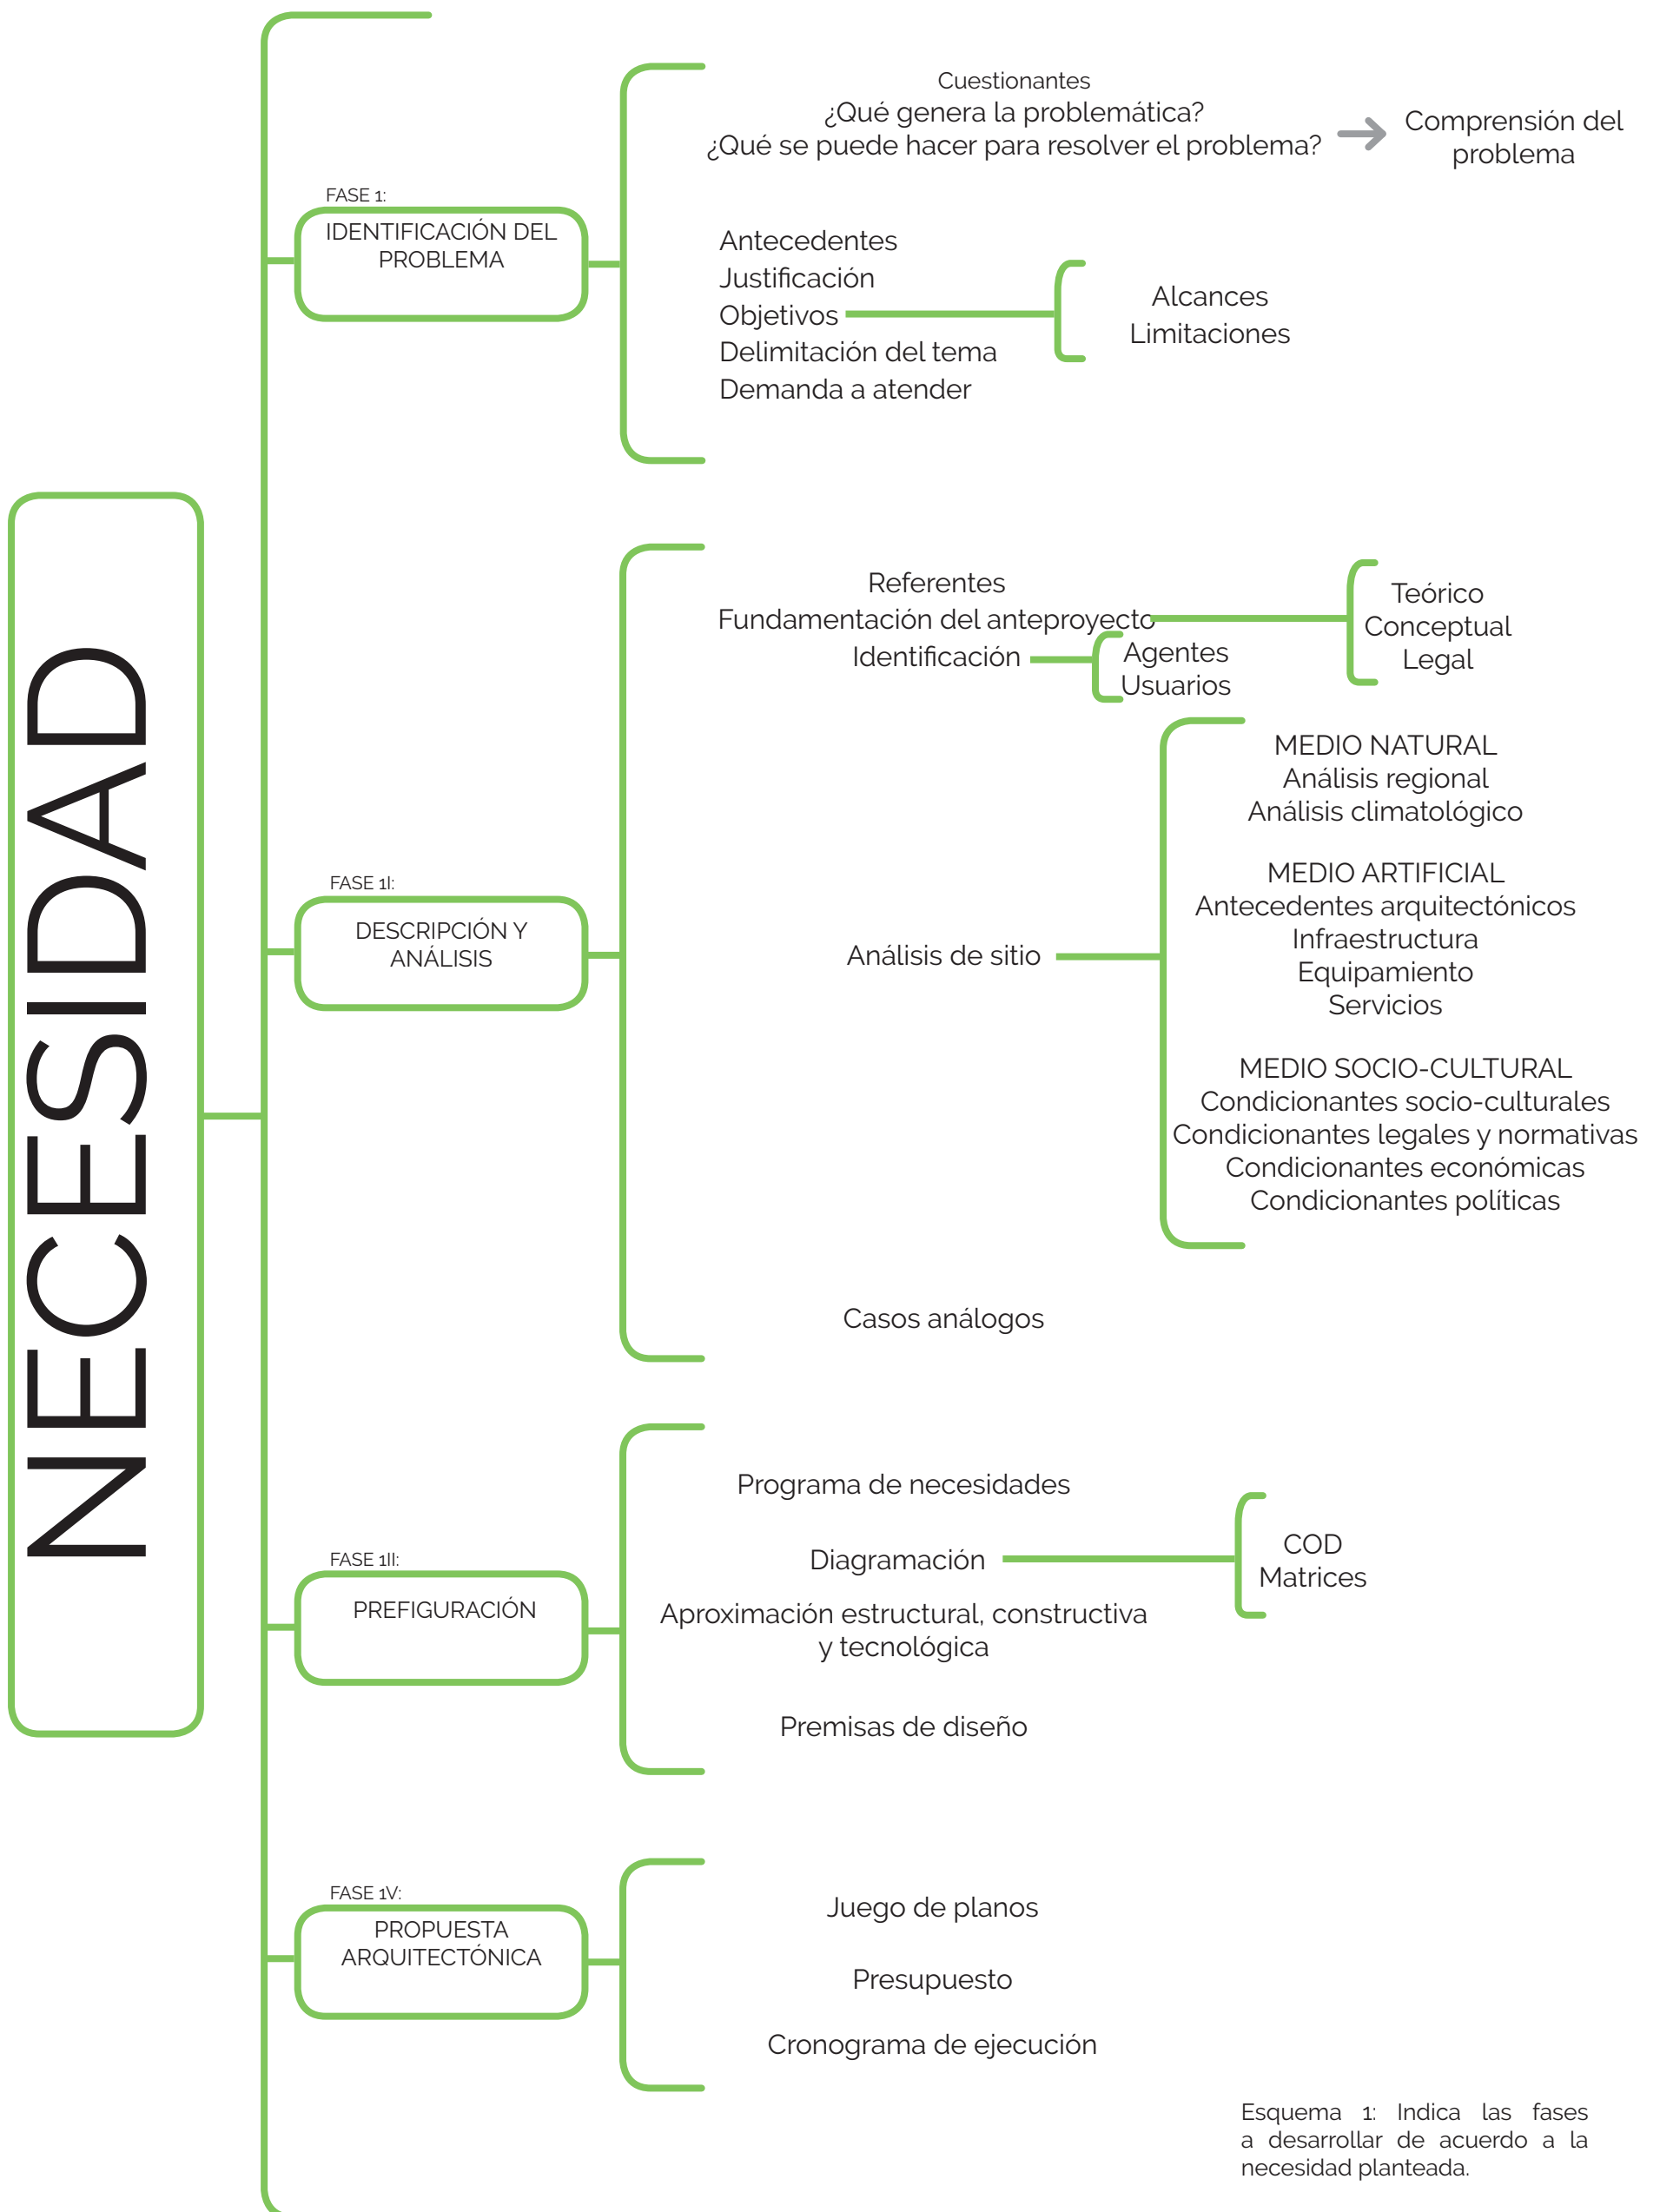 NECESIDAD
FASE 1:
IDENTIFICACIÓN DEL
PROBLEMA
Cuestionantes
¿Qué genera la problemática?
¿Qué se puede hacer para resolver el problema?
Comprensión del
problema
Antecedentes
Justificación
Objetivos
Delimitación del tema
Demanda a atender
Alcances
Limitaciones
FASE 1I:
DESCRIPCIÓN Y
ANÁLISIS
Referentes
Fundamentación del anteproyecto
Identificación
Teórico
Conceptual
Legal
Agentes
Usuarios
Análisis de sitio
MEDIO NATURAL
Análisis regional
Análisis climatológico
MEDIO ARTIFICIAL
Antecedentes arquitectónicos
Infraestructura
Equipamiento
Servicios
MEDIO SOCIO-CULTURAL
Condicionantes socio-culturales
Condicionantes legales y normativas
Condicionantes económicas
Condicionantes políticas
Casos análogos
FASE 1II:
PREFIGURACIÓN
Programa de necesidades
Diagramación
COD
Matrices
Aproximación estructural, constructiva
y tecnológica
Premisas de diseño
FASE 1V:
PROPUESTA
ARQUITECTÓNICA
Juego de planos
Presupuesto
Cronograma de ejecución
Esquema 1: Indica las fases
a desarrollar de acuerdo a la
necesidad planteada.